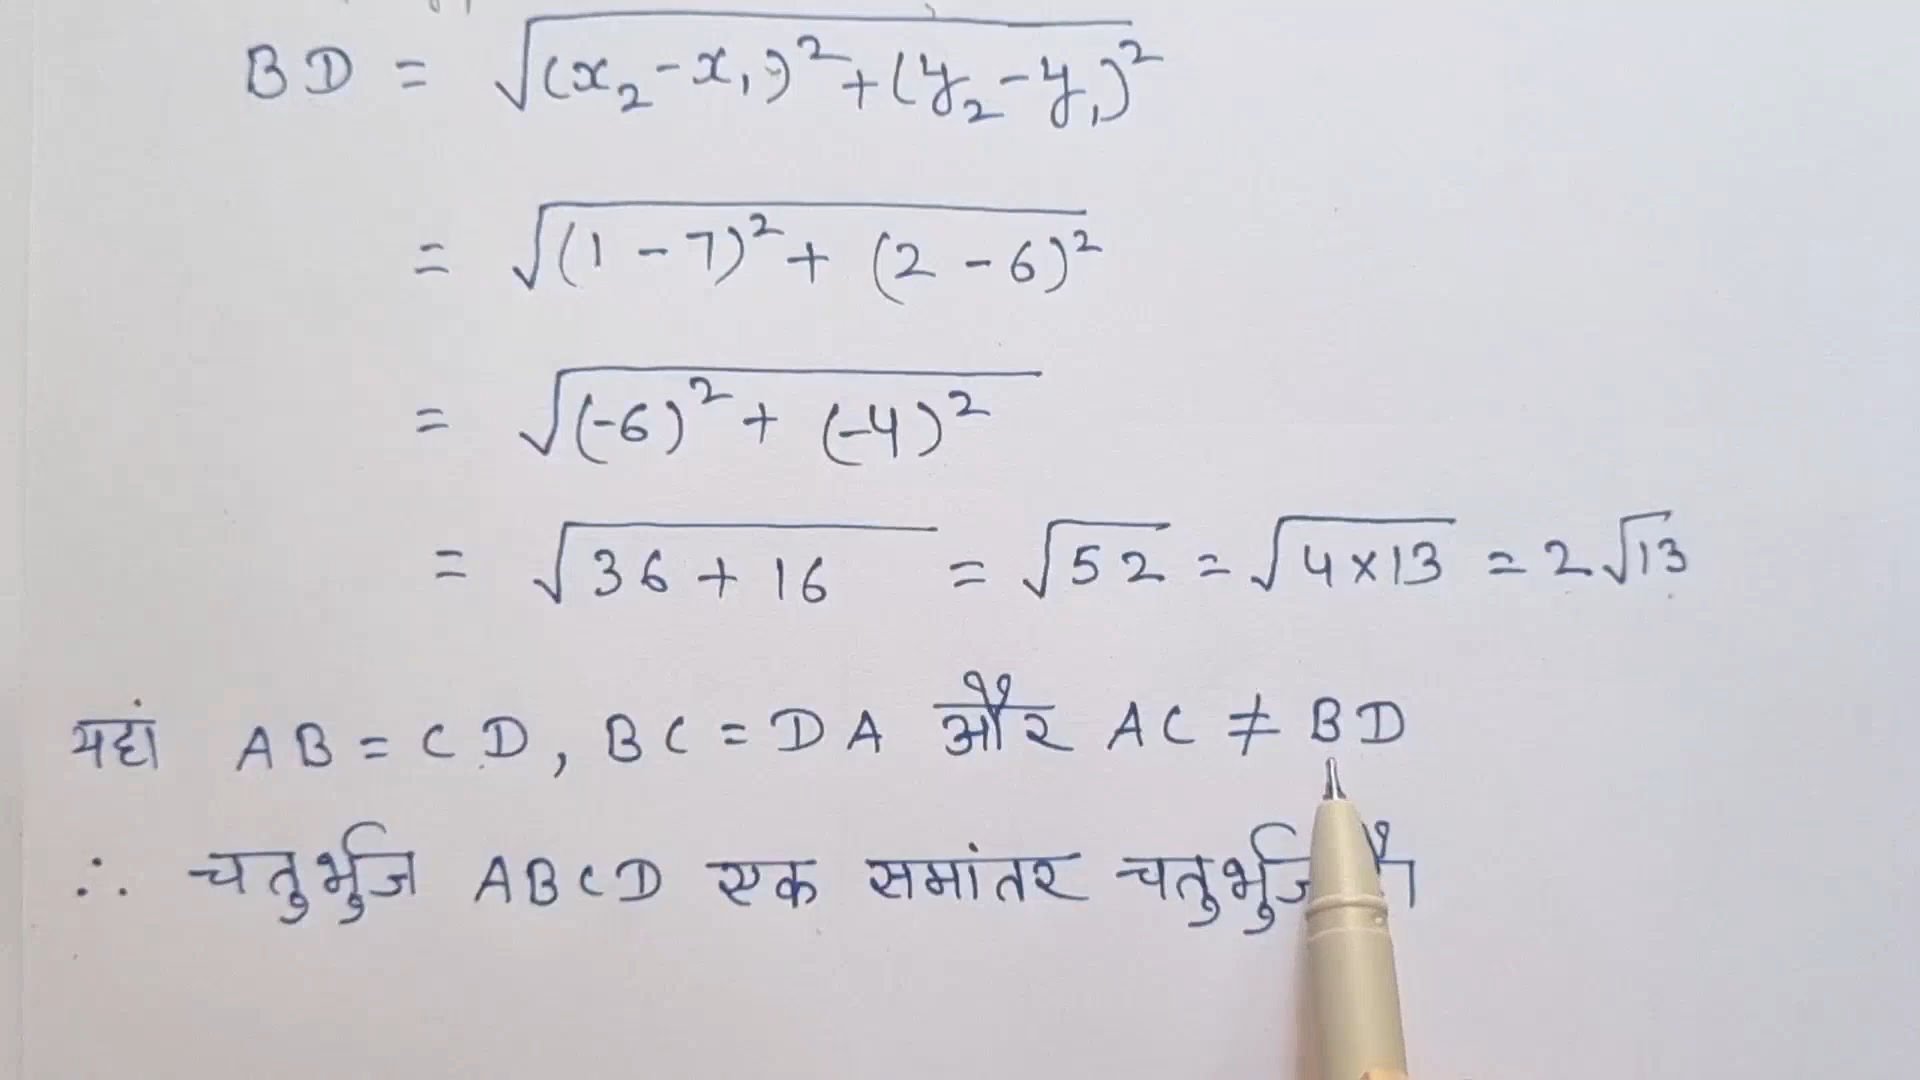 BD = √(x₂-x₁)² + (y₂-y₁)²
= √(1-7)² + (2-6)²
= √(-6)² + (-4)²
= √36+16 = √52 = √4×13 = 2√13
यहां AB = CD, BC = DA और AC ≠ BD
∴ चतुर्भुज ABCD एक समांतर चतुर्भुज है।